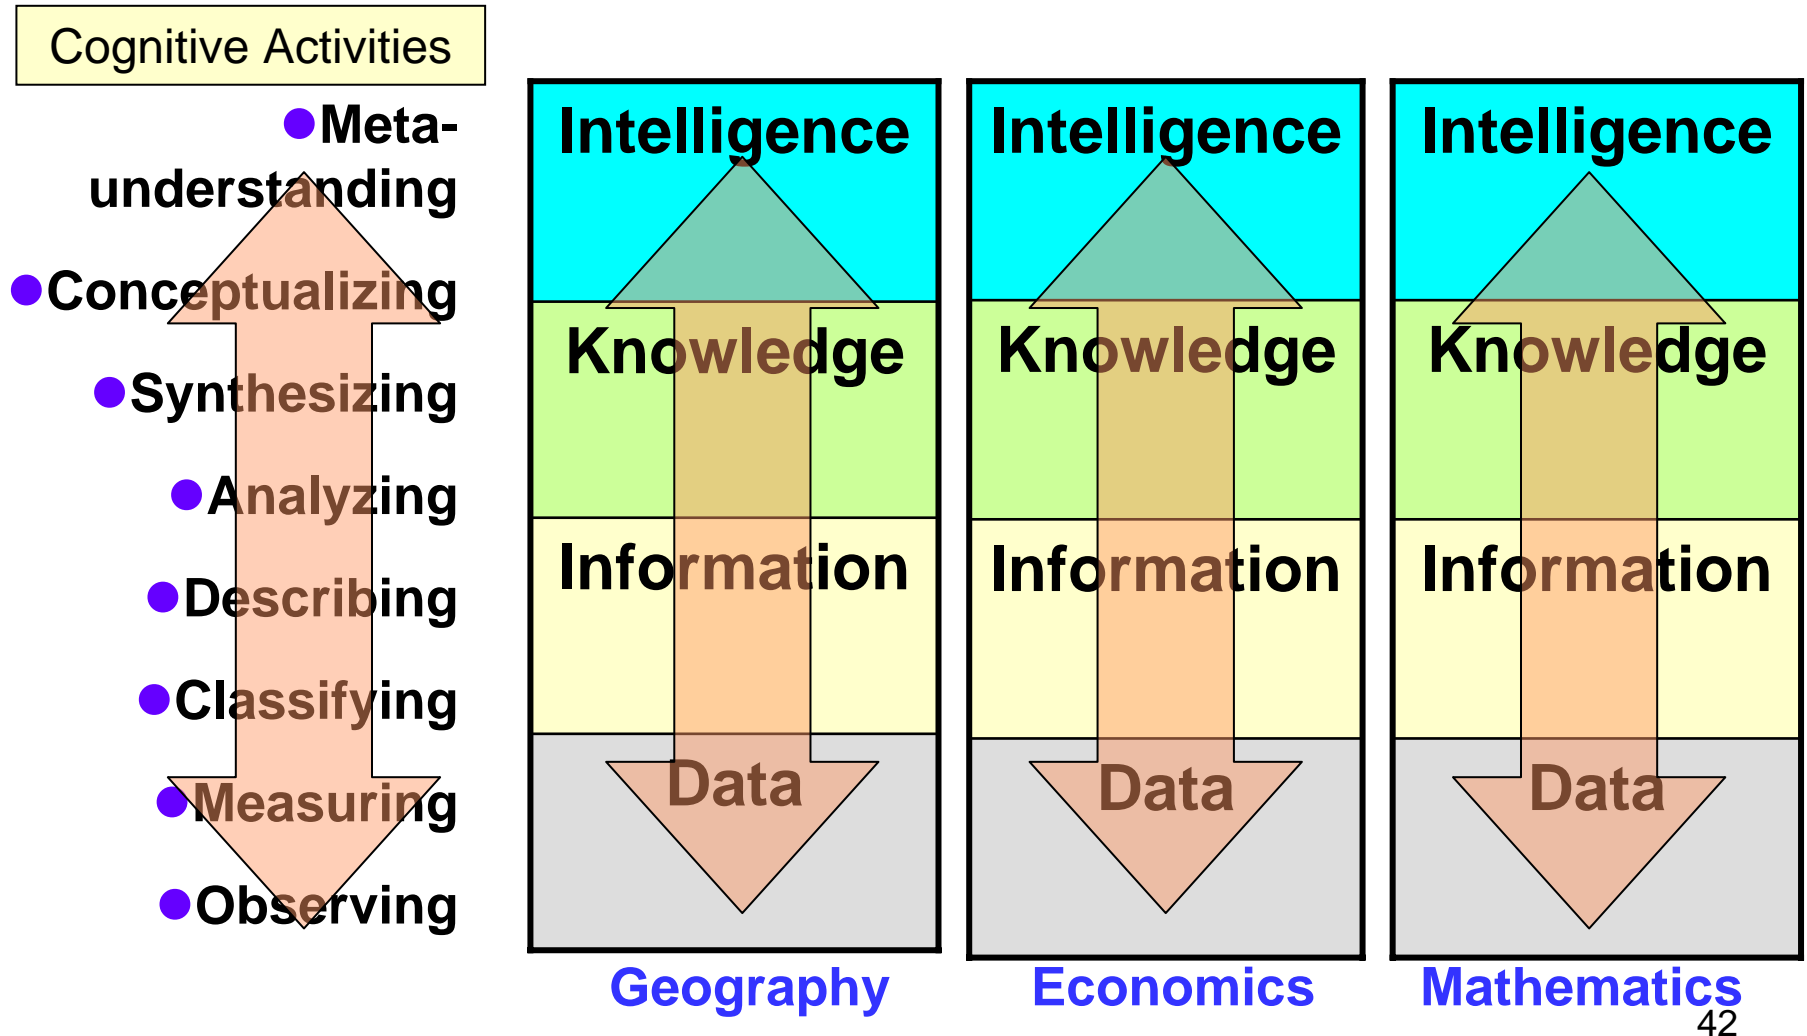 Cognitive Activities
Meta-
understanding
Conceptualizing
Synthesizing
Analyzing
Describing
Classifying
Measuring
Observing
Intelligence
Knowledge
Information
Data
Geography
Intelligence
Knowledge
Information
Data
Economics
Intelligence
Knowledge
Information
Data
Mathematics
42